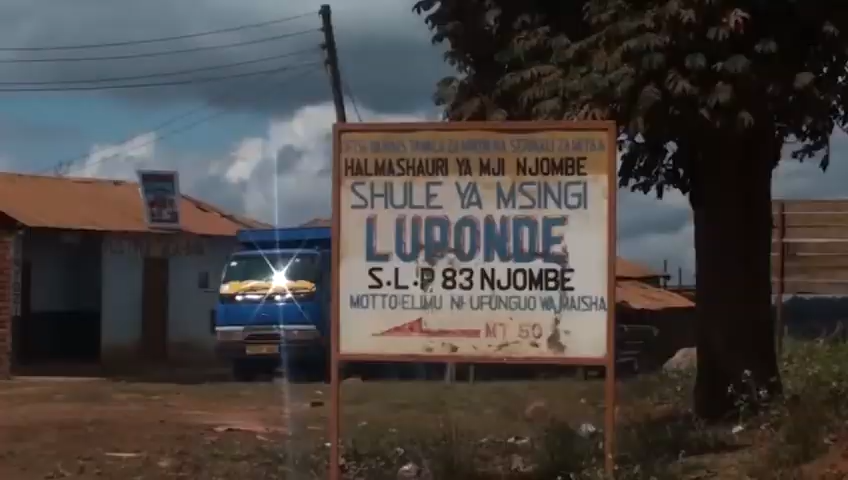 HALMASHAURI YA MJI NJOMBE
SHULE YA MSINGI
LUPONDE
S.L.P 83 NJOMBE
MOTTO: ELIMU NI UFUNGUO WA MAISHA
MT 50